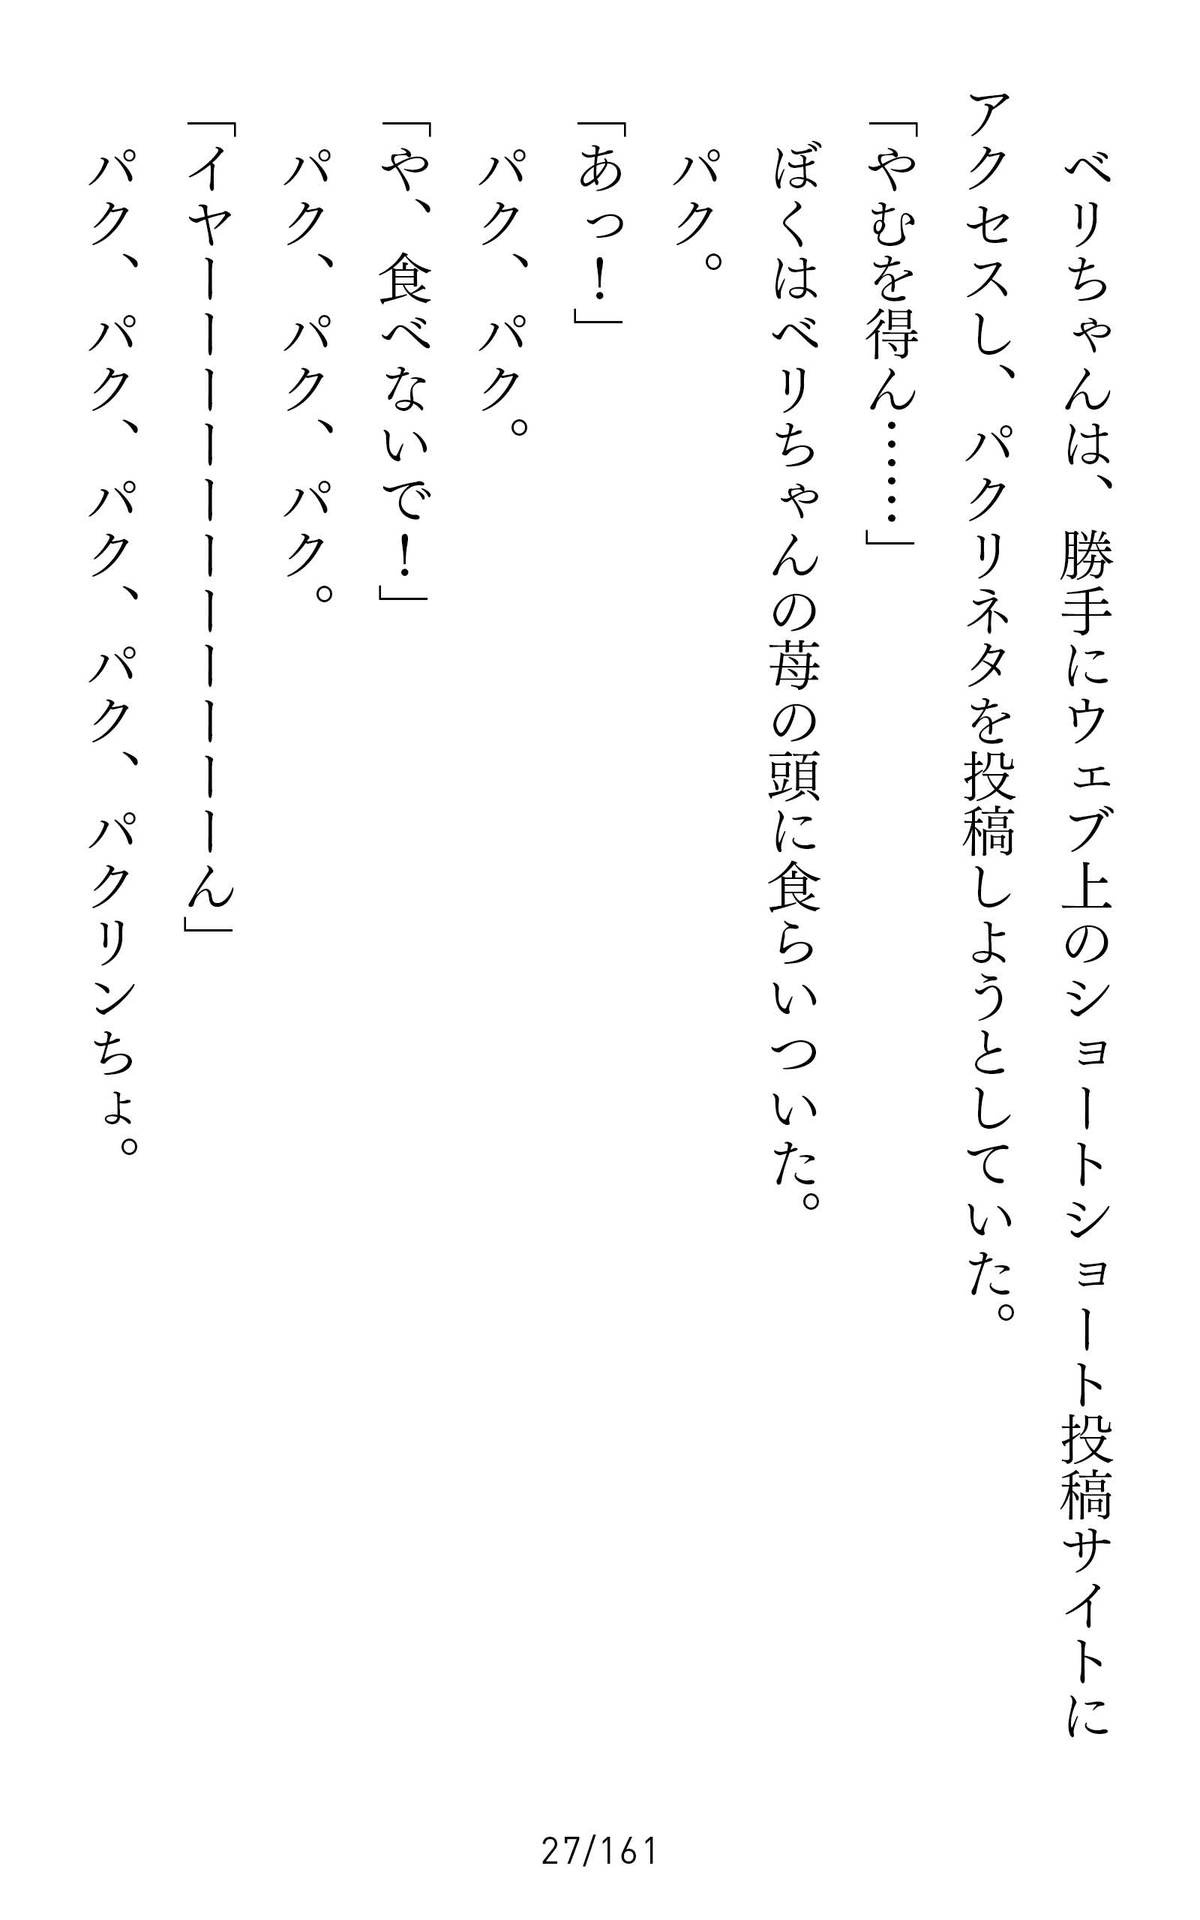 ベリちゃんは、勝手にウェブ上のショートショート投稿サイトに
アクセスし、パクリネタを投稿しようとしていた。
「やむを得ん……」
ぼくはベリちゃんの苺の頭に食らいついた。
パク。
「あっ！」
パク、パク。
「や、食べないで！」
パク、パク、パク。
「イヤーーーーーーーーーーーん」
パク、パク、パク、パク、パクリンちょ。
27/161